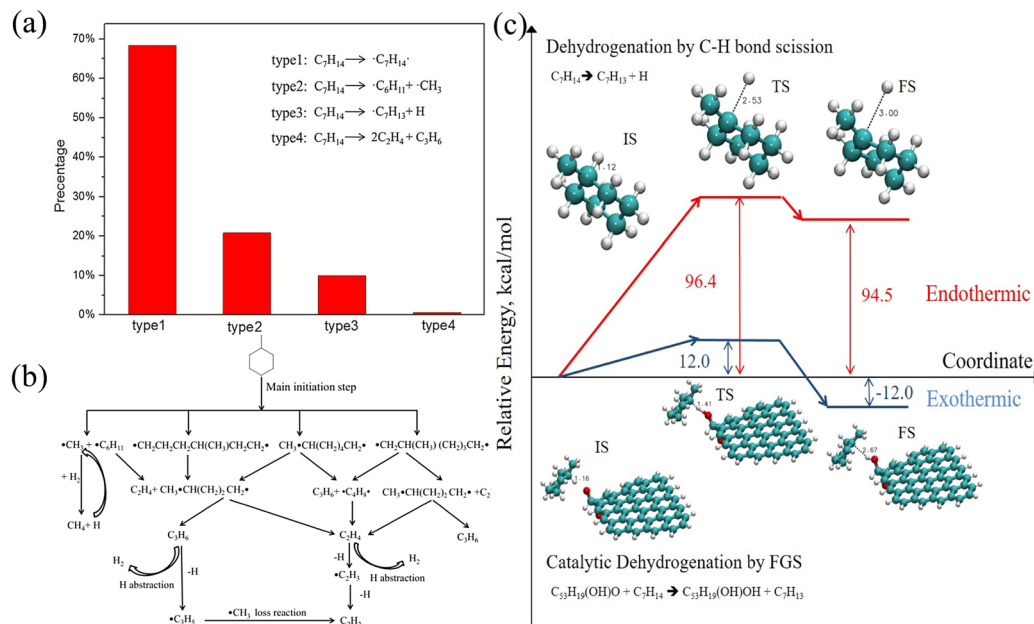 (a)
70%
60%
50%
40%
30%
20%
10%
0%
Precentage
type1: C₇H₁₄→ ·C₇H₁₄·
type2: C₇H₁₄→ ·C₆H₁₁+ ·CH₃
type3: C₇H₁₄→ ·C₇H₁₃+ H
type4: C₇H₁₄→ 2C₂H₄ + C₃H₆
type1
type2
type3
type4
(b)
Main initiation step
•CH₃ + •C₆H₁₁
•CH₂CH₂CH₂CH(CH₃)CH₂CH₂•
CH₃•CH(CH₂)₄CH₂•
•CH₂CH(CH₃) (CH₂)₃CH₂•
+ H₂
C₂H₄+ CH₃•CH(CH₂)₂ CH₂•
C₃H₆+ •C₄H₈•
CH₃•CH(CH₂)₂ CH₂• +C₂
CH₄+ H
C₃H₆
C₂H₄
C₃H₆
H₂
H abstraction
-H
-H
H₂
H abstraction
•C₂H₃
-H
•C₃H₅
•CH₃ loss reaction
(c)
Relative Energy, kcal/mol
Dehydrogenation by C-H bond scission
C₇H₁₄➔ C₇H₁₃ + H
IS
1.12
TS
2.53
FS
3.00
96.4
94.5
Endothermic
Coordinate
12.0
-12.0
Exothermic
IS
1.16
TS
1.41
FS
2.67
Catalytic Dehydrogenation by FGS
C₅₃H₁₉(OH)O + C₇H₁₄ ➔ C₅₃H₁₉(OH)OH + C₇H₁₃